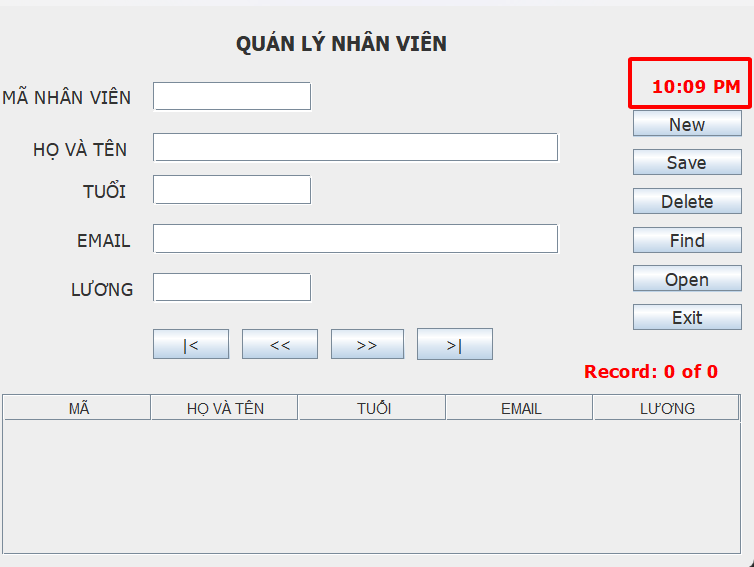 QUÁN LÝ NHÂN VIÊN
10:09 PM
MÃ NHÂN VIÊN
New
HỌ VÀ TÊN
Save
TUỔI
Delete
EMAIL
Find
LƯƠNG
Open
Exit
|< << >> >|
Record: 0 of 0
MÃ HỌ VÀ TÊN TUỔI EMAIL LƯƠNG